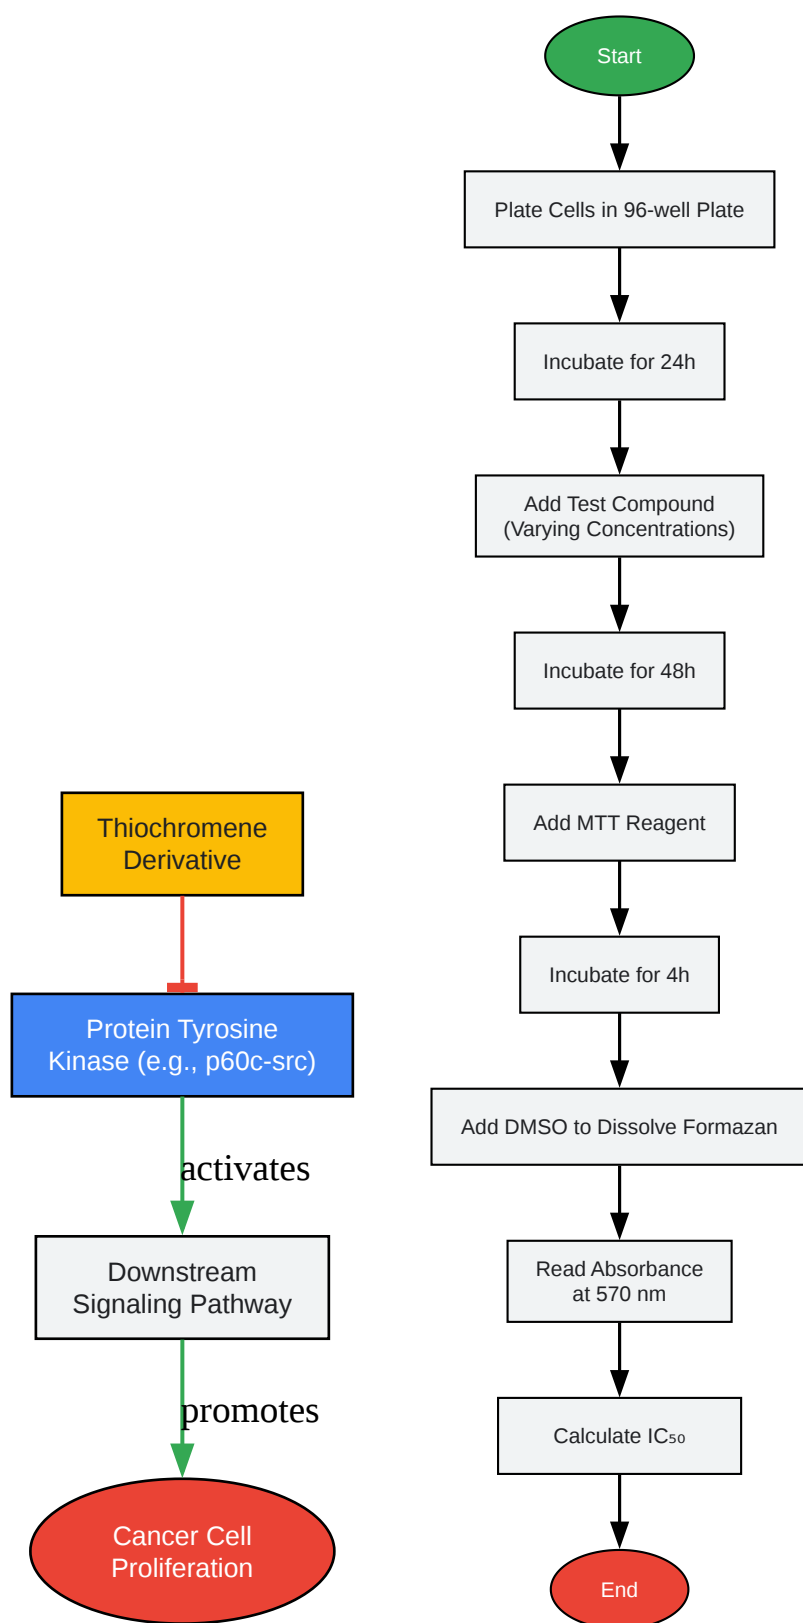 Thiochromene
Derivative
Protein Tyrosine
Kinase (e.g., p60c-src)
activates
Downstream
Signaling Pathway
promotes
Cancer Cell
Proliferation
Start
Plate Cells in 96-well Plate
Incubate for 24h
Add Test Compound
(Varying Concentrations)
Incubate for 48h
Add MTT Reagent
Incubate for 4h
Add DMSO to Dissolve Formazan
Read Absorbance
at 570 nm
Calculate IC₅₀
End